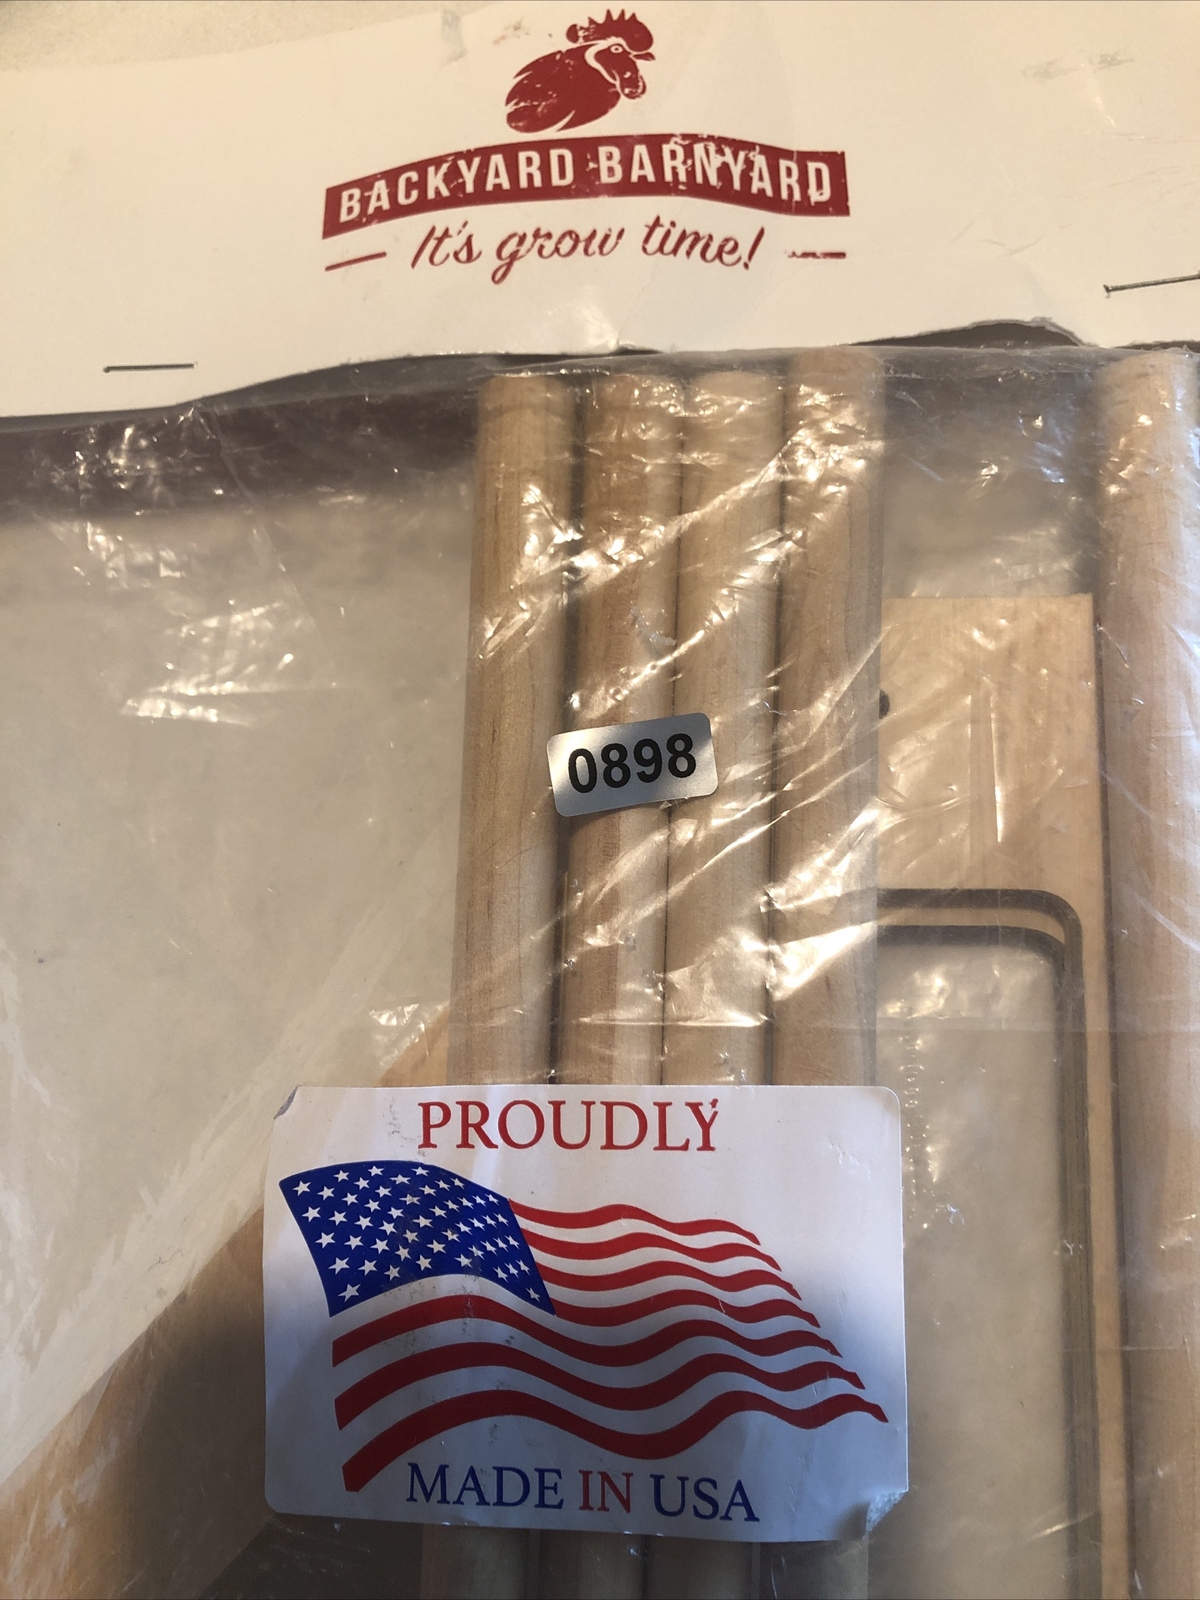 BACKYARD BARNYARD
It's grow time!
0898
PROUDLY
MADE IN USA